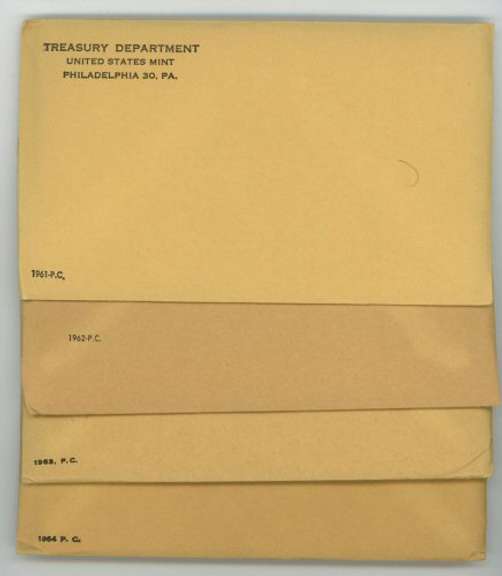 TREASURY DEPARTMENT
UNITED STATES MINT
PHILADELPHIA 30, PA.
1961-P.C.
1962-P.C.
1963, P.C.
1964 P. C.